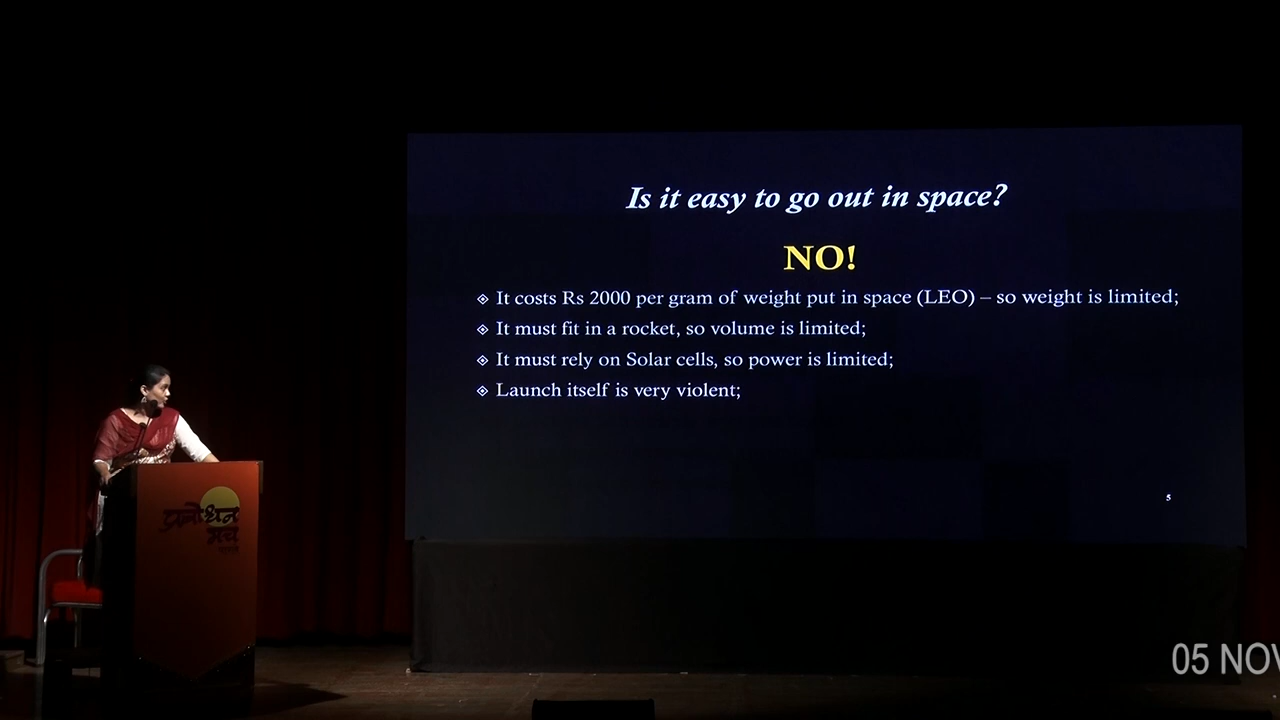 Is it easy to go out in space?
NO!
It costs Rs 2000 per gram of weight put in space (LEO) – so weight is limited;
It must fit in a rocket, so volume is limited;
It must rely on Solar cells, so power is limited;
Launch itself is very violent;
5
प्रबोधन
मंच
05 NOV